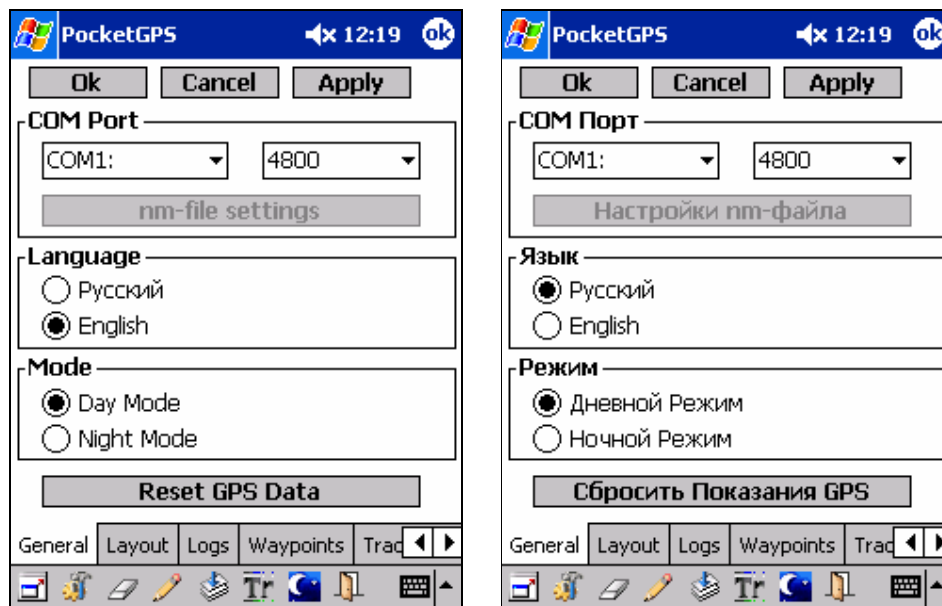 PocketGPS 12:19 ok
Ok Cancel Apply
COM Port
COM1: 4800
nm-file settings
Language
Русский
English
Mode
Day Mode
Night Mode
Reset GPS Data
General Layout Logs Waypoints Trac
Tr
PocketGPS 12:19 ok
Ok Cancel Apply
COM Порт
COM1: 4800
Настройки nm-файла
Язык
Русский
English
Режим
Дневной Режим
Ночной Режим
Сбросить Показания GPS
General Layout Logs Waypoints Trac
Tr